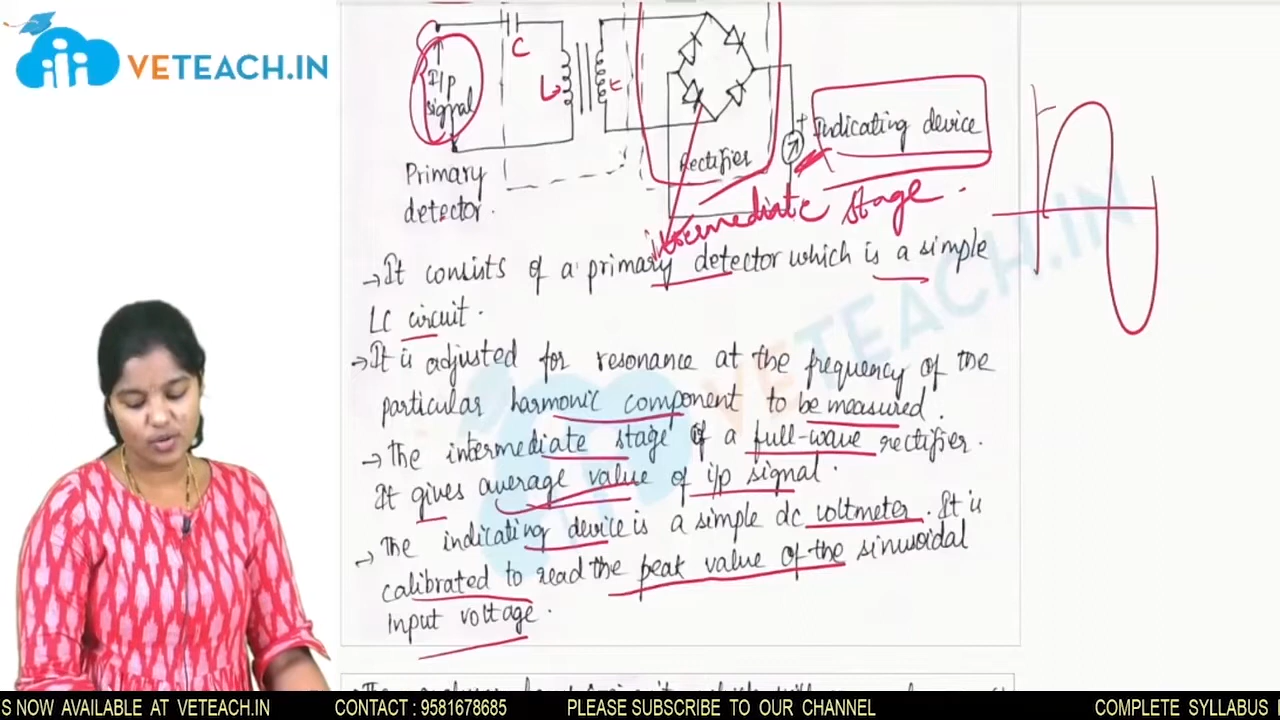 VETEACH.IN
C
I/p
signal
L
t
Rectifier
+
Indicating device
Primary
detector.
intermediate stage.
→ It consists of a primary detector which is a simple
LC circuit.
→ It is adjusted for resonance at the frequency of the
particular harmonic component to be measured.
→ The intermediate stage of a full-wave rectifier.
It gives average value of i/p signal.
→ The indicating device is a simple dc voltmeter. It is
calibrated to read the peak value of the sinusoidal
input voltage.
VETEACH.IN
S NOW AVAILABLE AT VETEACH.IN CONTACT : 9581678685 PLEASE SUBSCRIBE TO OUR CHANNEL COMPLETE SYLLABUS